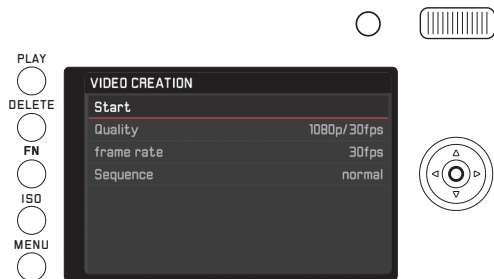 PLAY
DELETE
FN
ISO
MENU
VIDEO CREATION
Start
Quality 1080p/30fps
frame rate 30fps
Sequence normal